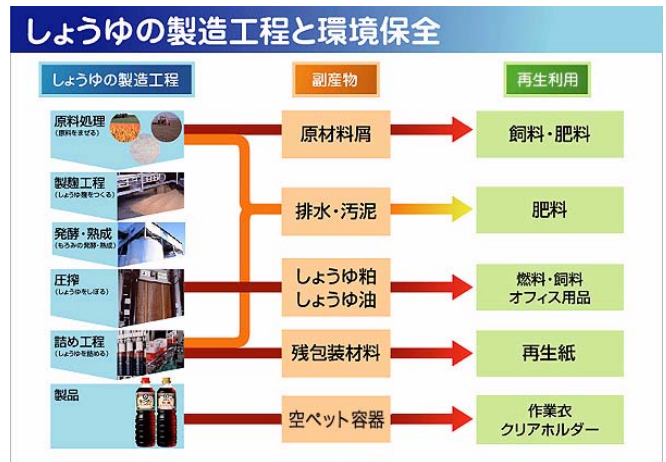 しょうゆの製造工程と環境保全
しょうゆの製造工程
副産物
再生利用
原料処理
(原料をまぜる)
原材料屑
飼料・肥料
製麹工程
(しょうゆ麹をつくる)
排水・汚泥
肥料
発酵・熟成
(もろみの発酵・熟成)
圧搾
(しょうゆをしぼる)
しょうゆ粕
しょうゆ油
燃料・飼料
オフィス用品
詰め工程
(しょうゆを詰める)
残包装材料
再生紙
製品
空ペット容器
作業衣
クリアホルダー